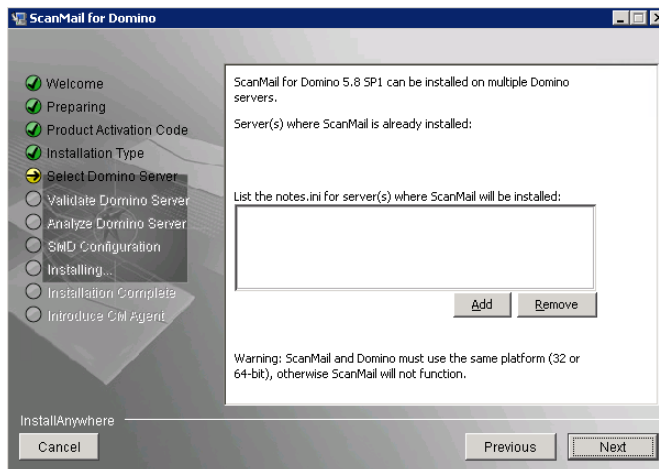 ScanMail for Domino
Welcome
Preparing
Product Activation Code
Installation Type
Select Domino Server
Validate Domino Server
Analyze Domino Server
SMD Configuration
Installing...
Installation Complete
Introduce CM Agent
ScanMail for Domino 5.8 SP1 can be installed on multiple Domino
servers.
Server(s) where ScanMail is already installed:
List the notes.ini for server(s) where ScanMail will be installed:
Add
Remove
Warning: ScanMail and Domino must use the same platform (32 or
64-bit), otherwise ScanMail will not function.
InstallAnywhere
Cancel
Previous
Next